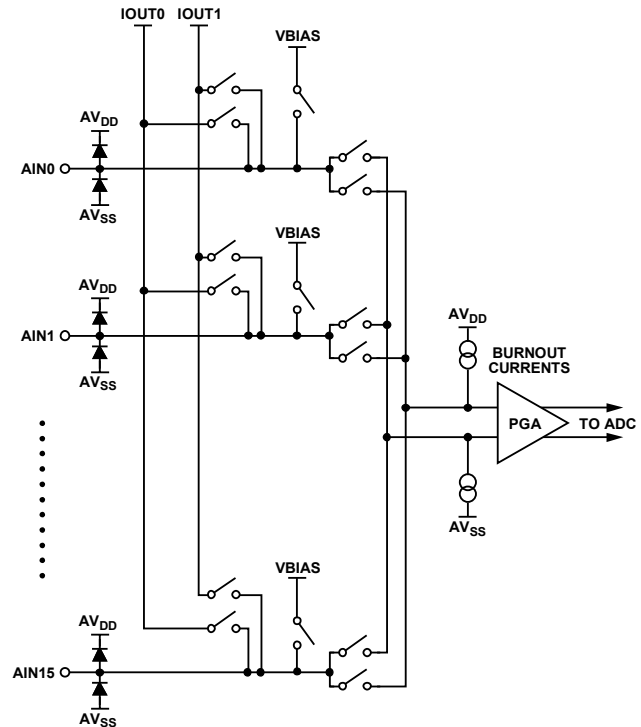 IOUT0 IOUT1
VBIAS
AVDD
AIN0
AVSS
VBIAS
AVDD
AVDD
AIN1
BURNOUT
CURRENTS
AVSS
PGA
TO ADC
AVSS
VBIAS
AVDD
AIN15
AVSS